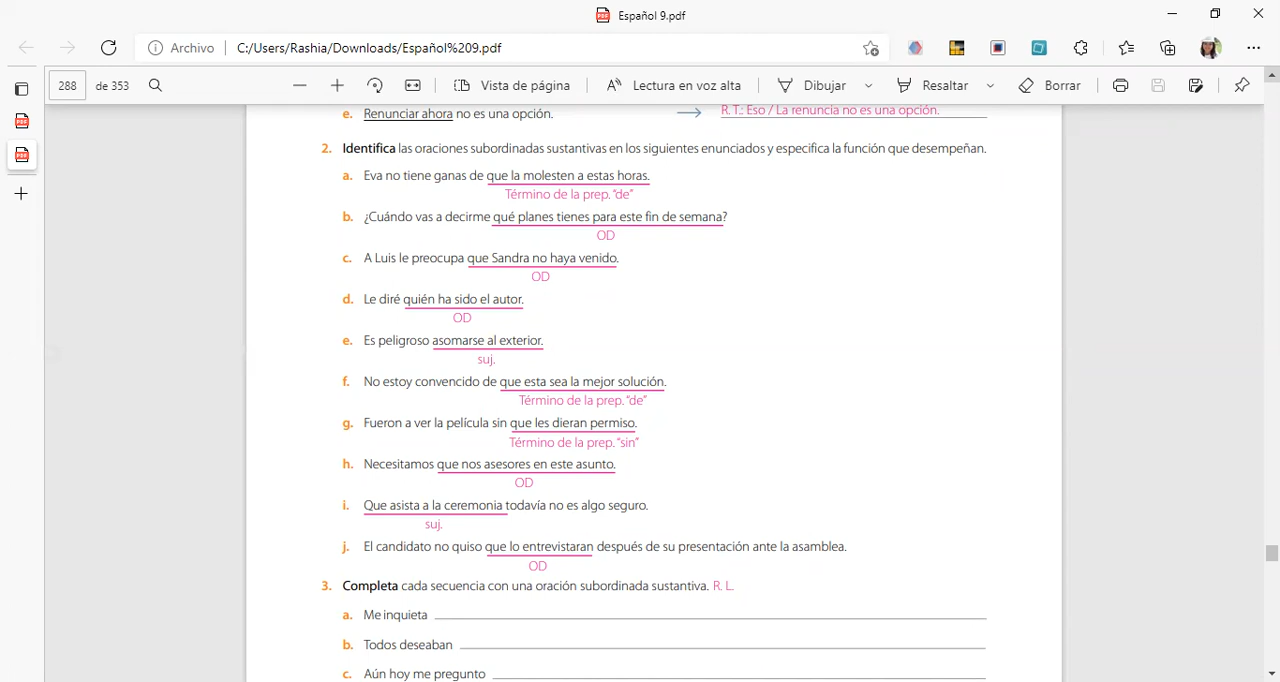 Español 9.pdf
Archivo C:/Users/Rashia/Downloads/Español%209.pdf
288 de 353 Vista de página Lectura en voz alta Dibujar Resaltar Borrar
e. Renunciar ahora no es una opción. → R. T.: Eso / La renuncia no es una opción.
2. Identifica las oraciones subordinadas sustantivas en los siguientes enunciados y especifica la función que desempeñan.
a. Eva no tiene ganas de que la molesten a estas horas.
Término de la prep. “de”
b. ¿Cuándo vas a decirme qué planes tienes para este fin de semana?
OD
c. A Luis le preocupa que Sandra no haya venido.
OD
d. Le diré quién ha sido el autor.
OD
e. Es peligroso asomarse al exterior.
suj.
f. No estoy convencido de que esta sea la mejor solución.
Término de la prep. “de”
g. Fueron a ver la película sin que les dieran permiso.
Término de la prep. “sin”
h. Necesitamos que nos asesores en este asunto.
OD
i. Que asista a la ceremonia todavía no es algo seguro.
suj.
j. El candidato no quiso que lo entrevistaran después de su presentación ante la asamblea.
OD
3. Completa cada secuencia con una oración subordinada sustantiva. R. L.
a. Me inquieta
b. Todos deseaban
c. Aún hoy me pregunto